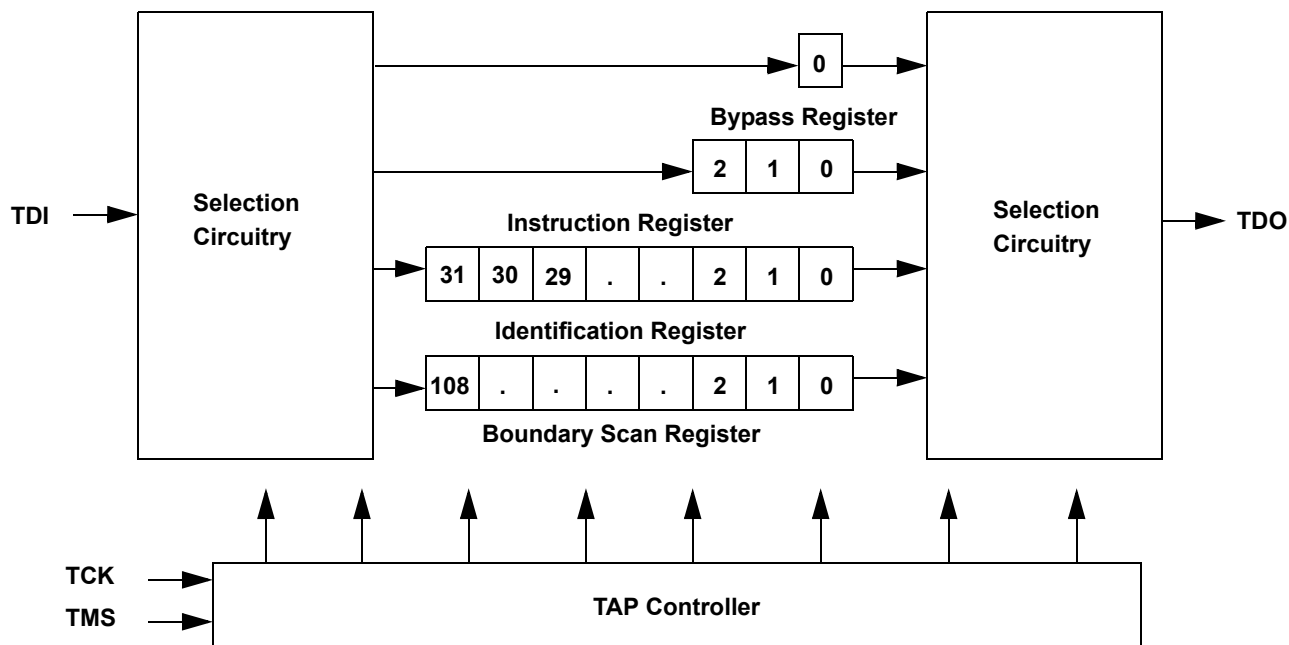 0
Bypass Register
2 1 0
TDI
Selection
Circuitry
Selection
Circuitry
TDO
Instruction Register
31 30 29 . . 2 1 0
Identification Register
108 . . . . 2 1 0
Boundary Scan Register
TCK
TMS
TAP Controller